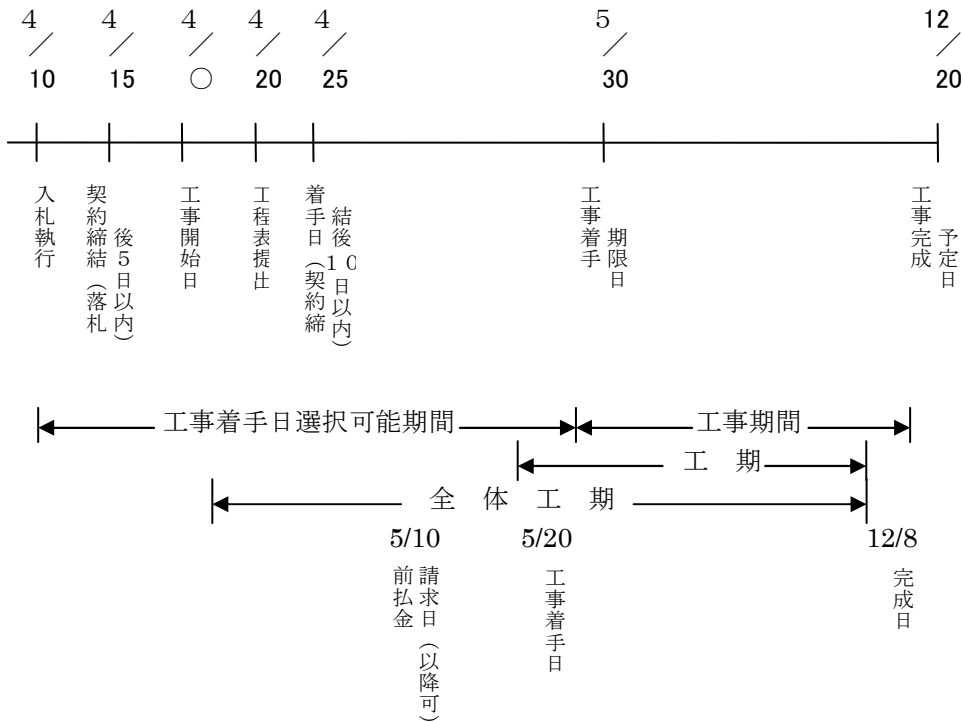 4／10
4／15
4／○
4／20
4／25
5／30
12／20
入札執行
契約締結（落札
後５日以内）
工事開始日
工程表提出
着手日（契約締
結後１０日以内）
工事着手
期限日
工事完成
予定日
工事着手日選択可能期間
工事期間
工　期
全　体　工　期
5/10
5/20
12/8
前払金
請求日（以降可）
工事着手日
完成日